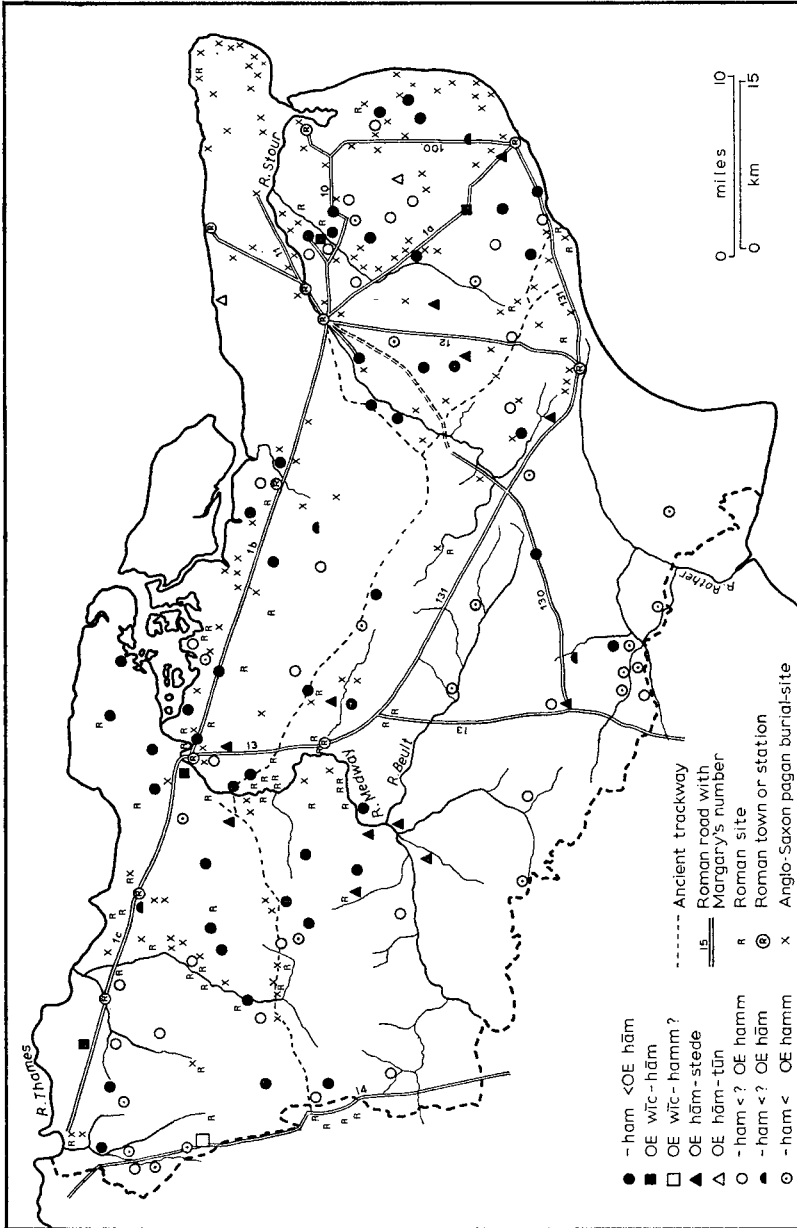 R. Thames
1c
14
13
R. Medway
R. Beult
13
1b
131
130
R. Rother
12
131
1a
10
100
R. Stour
0 miles 10
0 km 15
-ham <OE hām
OE wīc-hām
OE wīc-hamm?
OE hām-stede
OE hām-tūn
-ham <? OE hamm
-ham <? OE hām
-ham < OE hamm
Ancient trackway
15 Roman road with
Margary's number
R Roman site
R Roman town or station
x Anglo-Saxon pagan burial-site